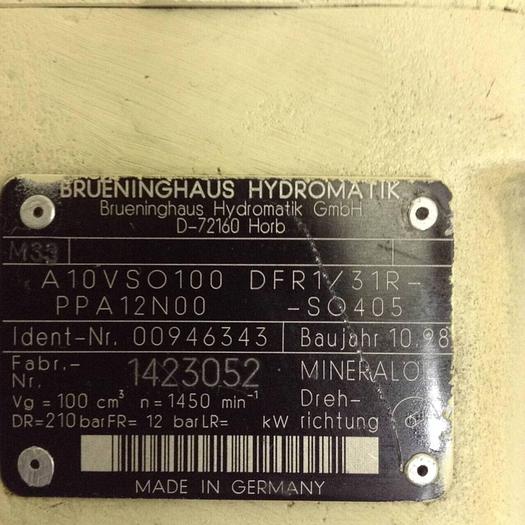 BRUENINGHAUS HYDROMATIK
Brueninghaus Hydromatik GmbH
D-72160 Horb
M33
A10VSO100 DFR1/31R-
PPA12N00 -SO405
Ident-Nr. 00946343 Baujahr 10.98
Fabr.-
Nr. 1423052 MINERALÖL
Vg = 100 cm³ n = 1450 min⁻¹ Dreh-
DR=210 bar FR= 12 bar LR= kW richtung
MADE IN GERMANY